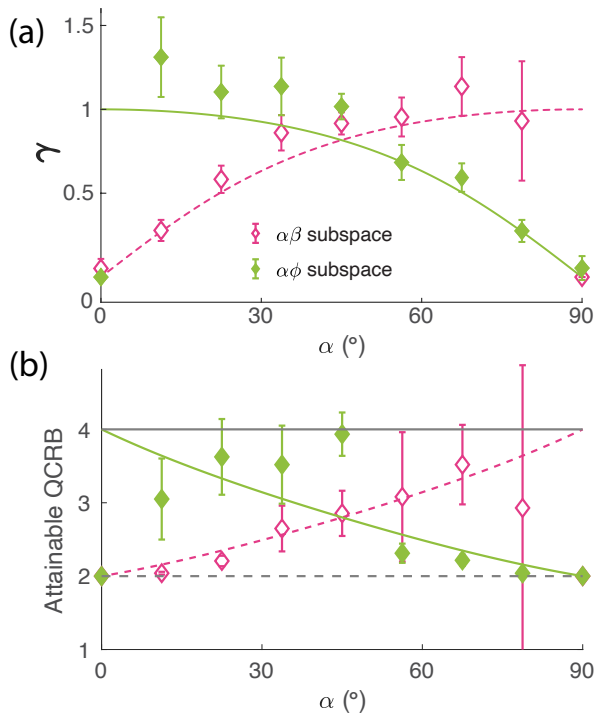 (a)
1.5
1
0.5
0
γ
αβ subspace
αϕ subspace
0 30 60 90
α (°)
(b)
4
3
2
1
Attainable QCRB
0 30 60 90
α (°)